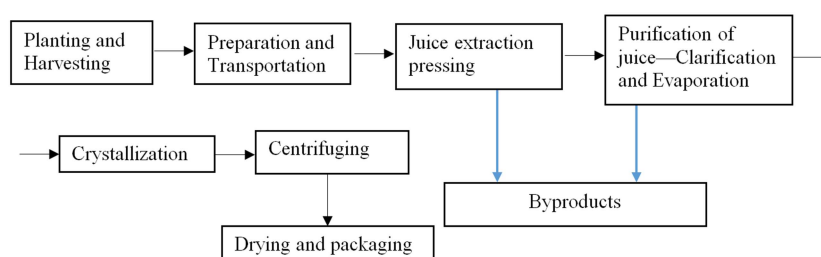 Planting and
Harvesting
Preparation and
Transportation
Juice extraction
pressing
Purification of
juice—Clarification
and Evaporation
Crystallization
Centrifuging
Byproducts
Drying and packaging